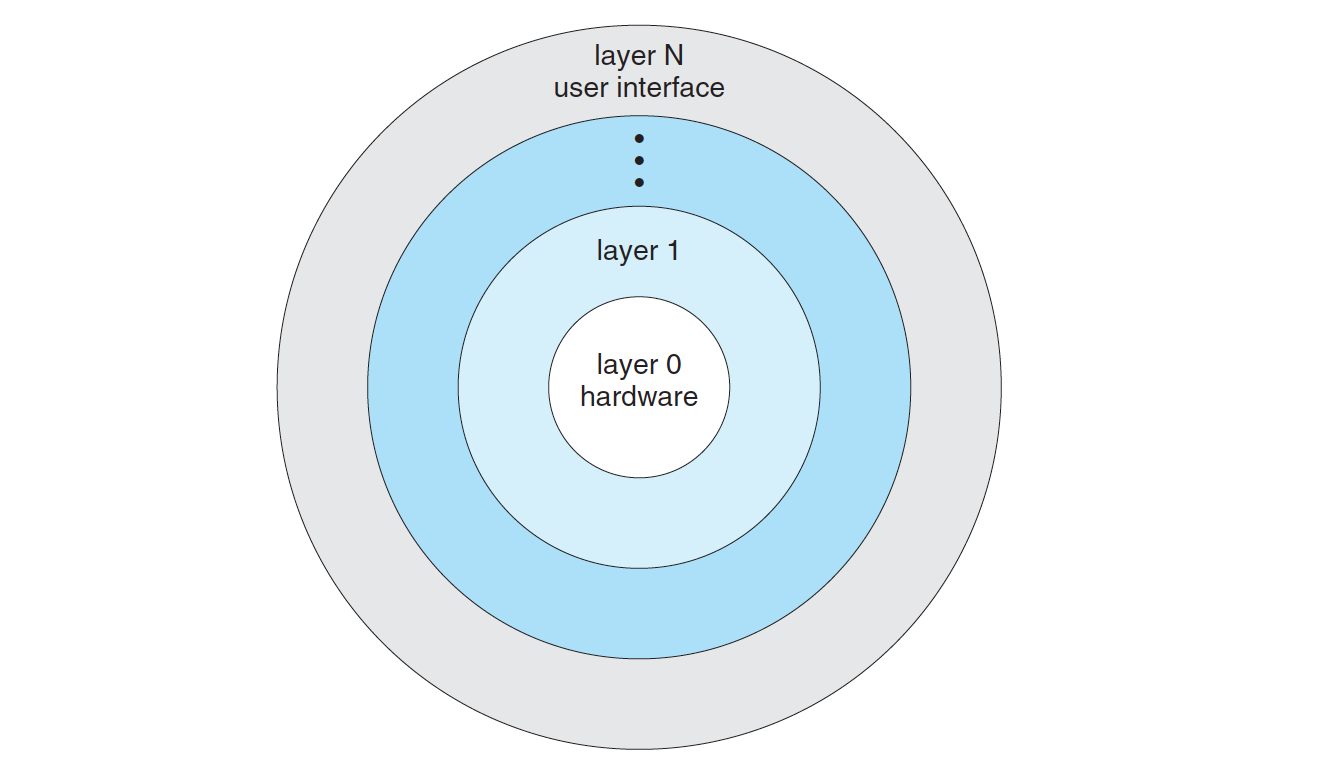 layer N
user interface
layer 1
layer 0
hardware